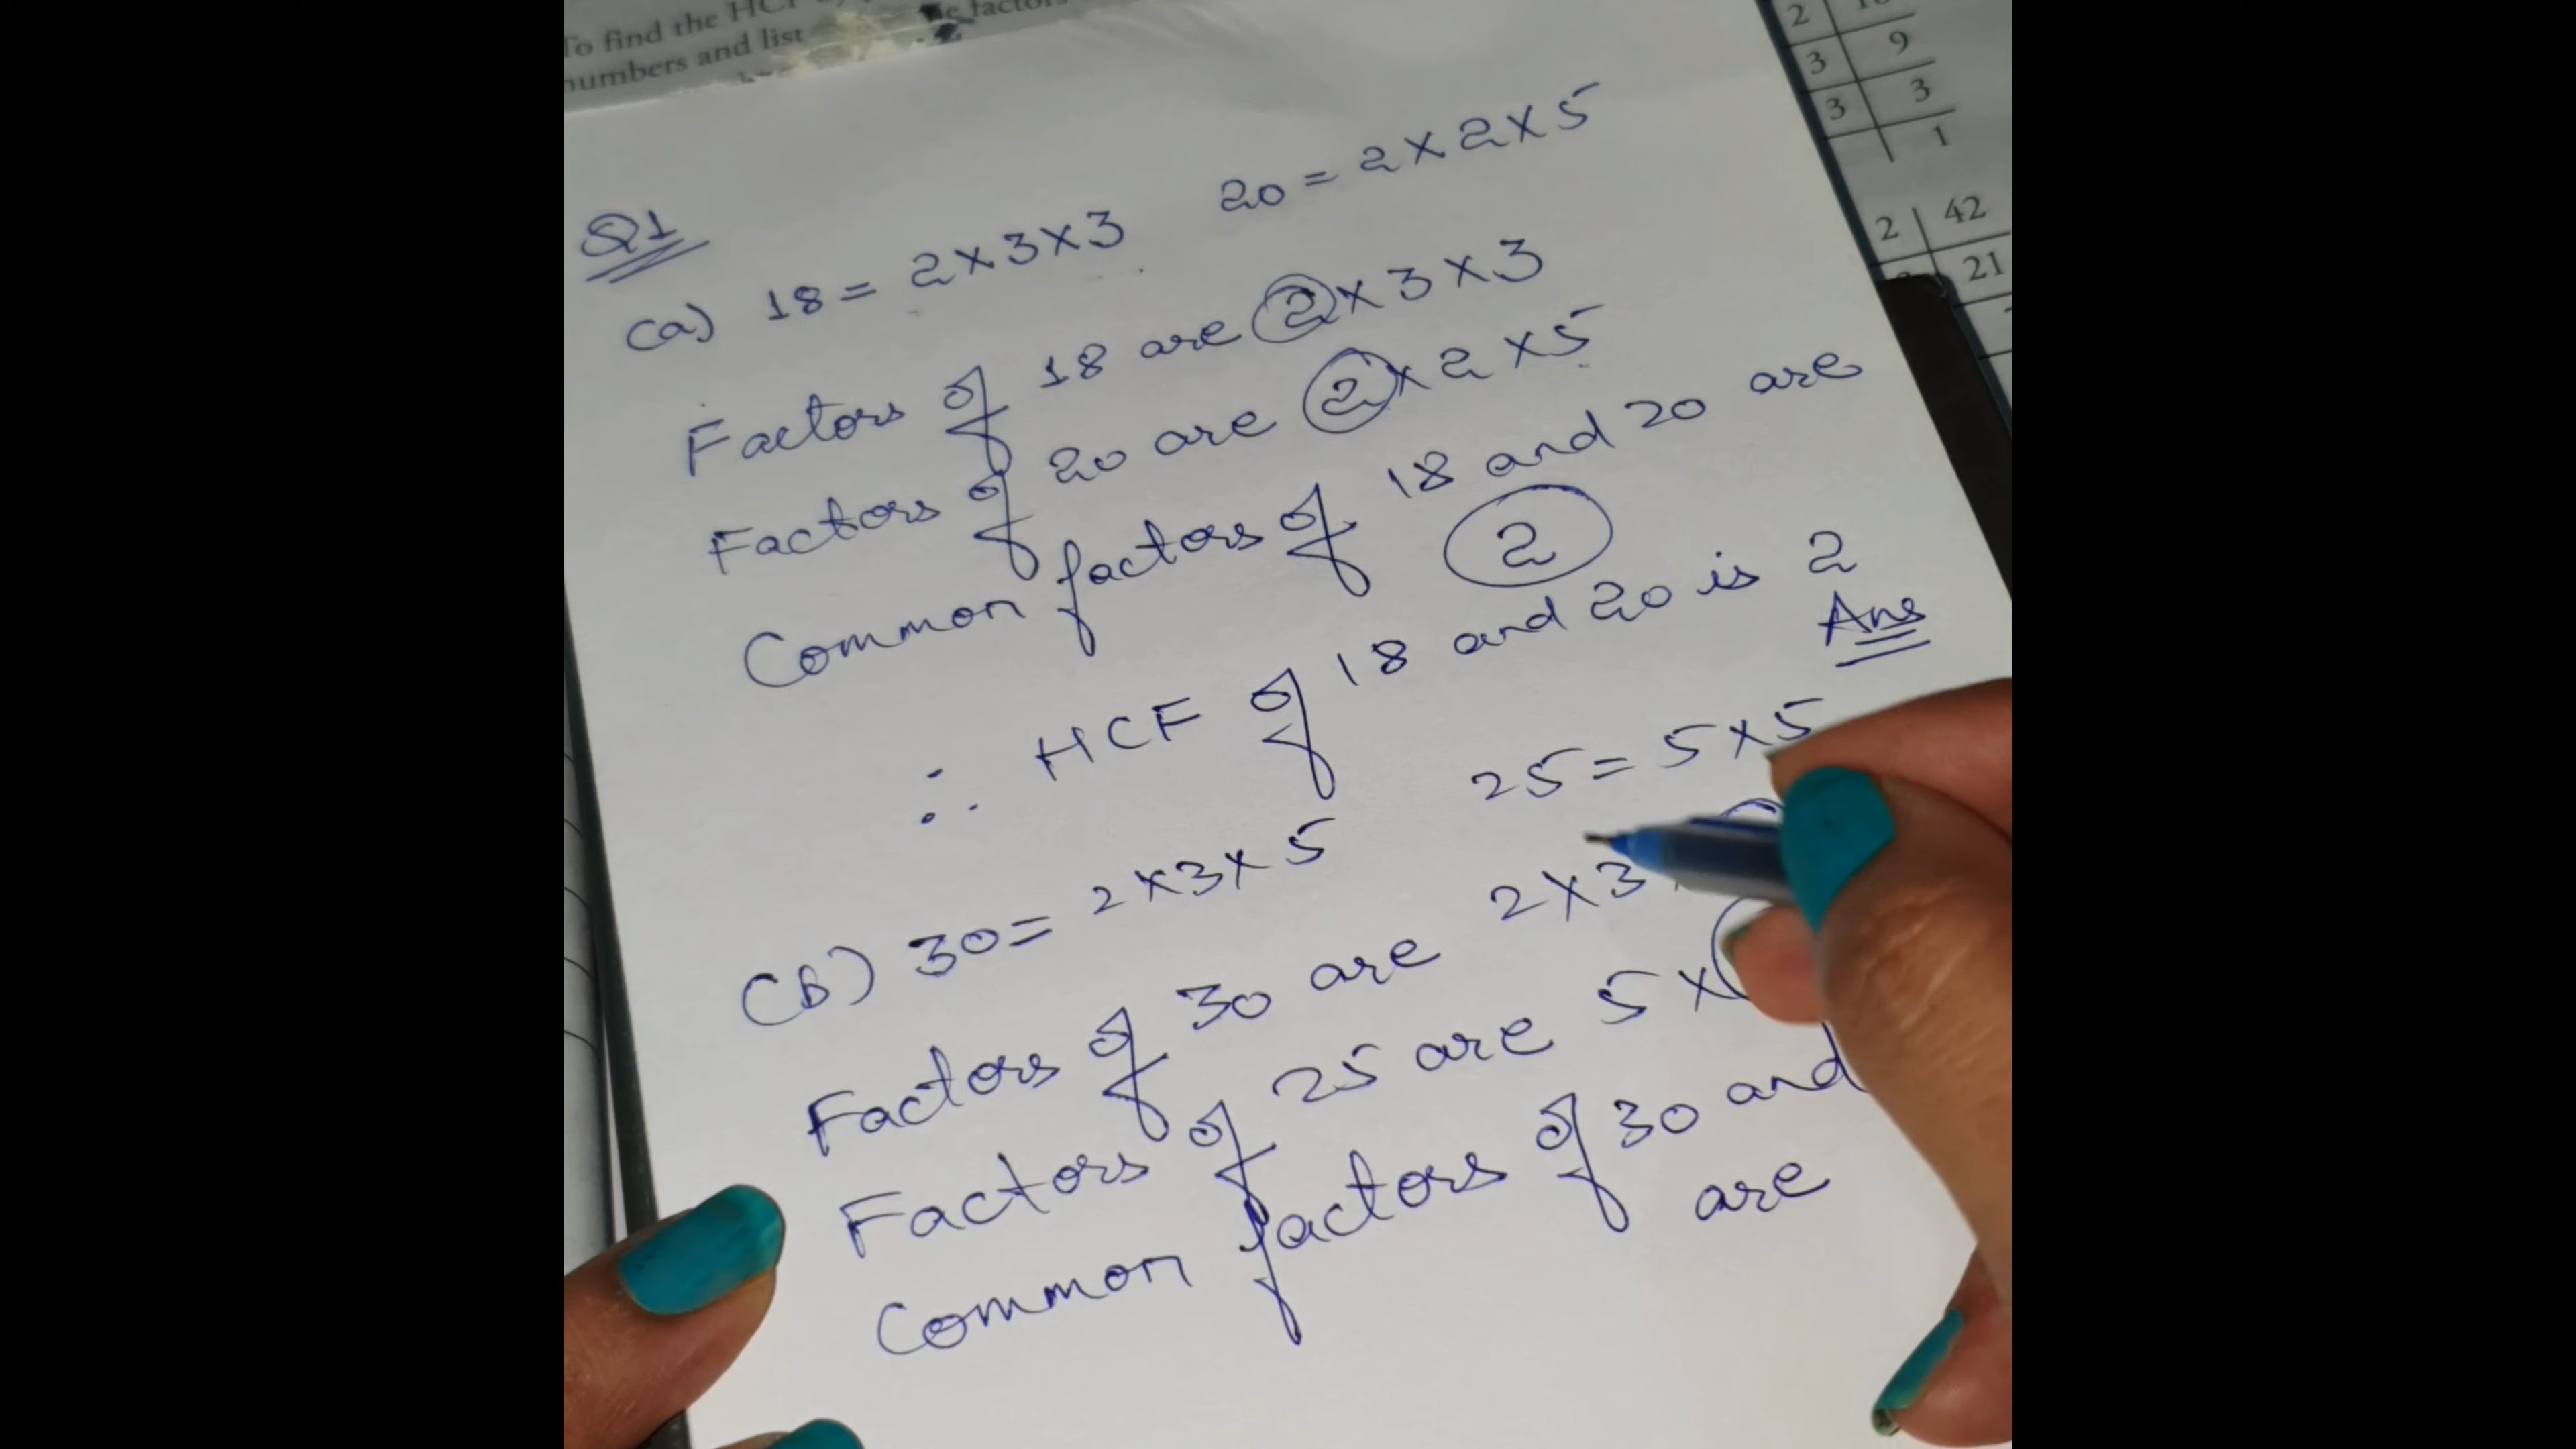 To find the HCF
numbers and list
Q1
(a) 18 = 2×3×3 20 = 2×2×5
Factors of 18 are 2×3×3
Factors of 20 are 2×2×5
Common factors of 18 and 20 are
2
∴ HCF of 18 and 20 is 2
Ans
(b) 30 = 2×3×5 25 = 5×5
Factors of 30 are 2×3
Factors of 25 are 5×
Common factors of 30 and
are
2
3 9
3 3
1
2 42
21